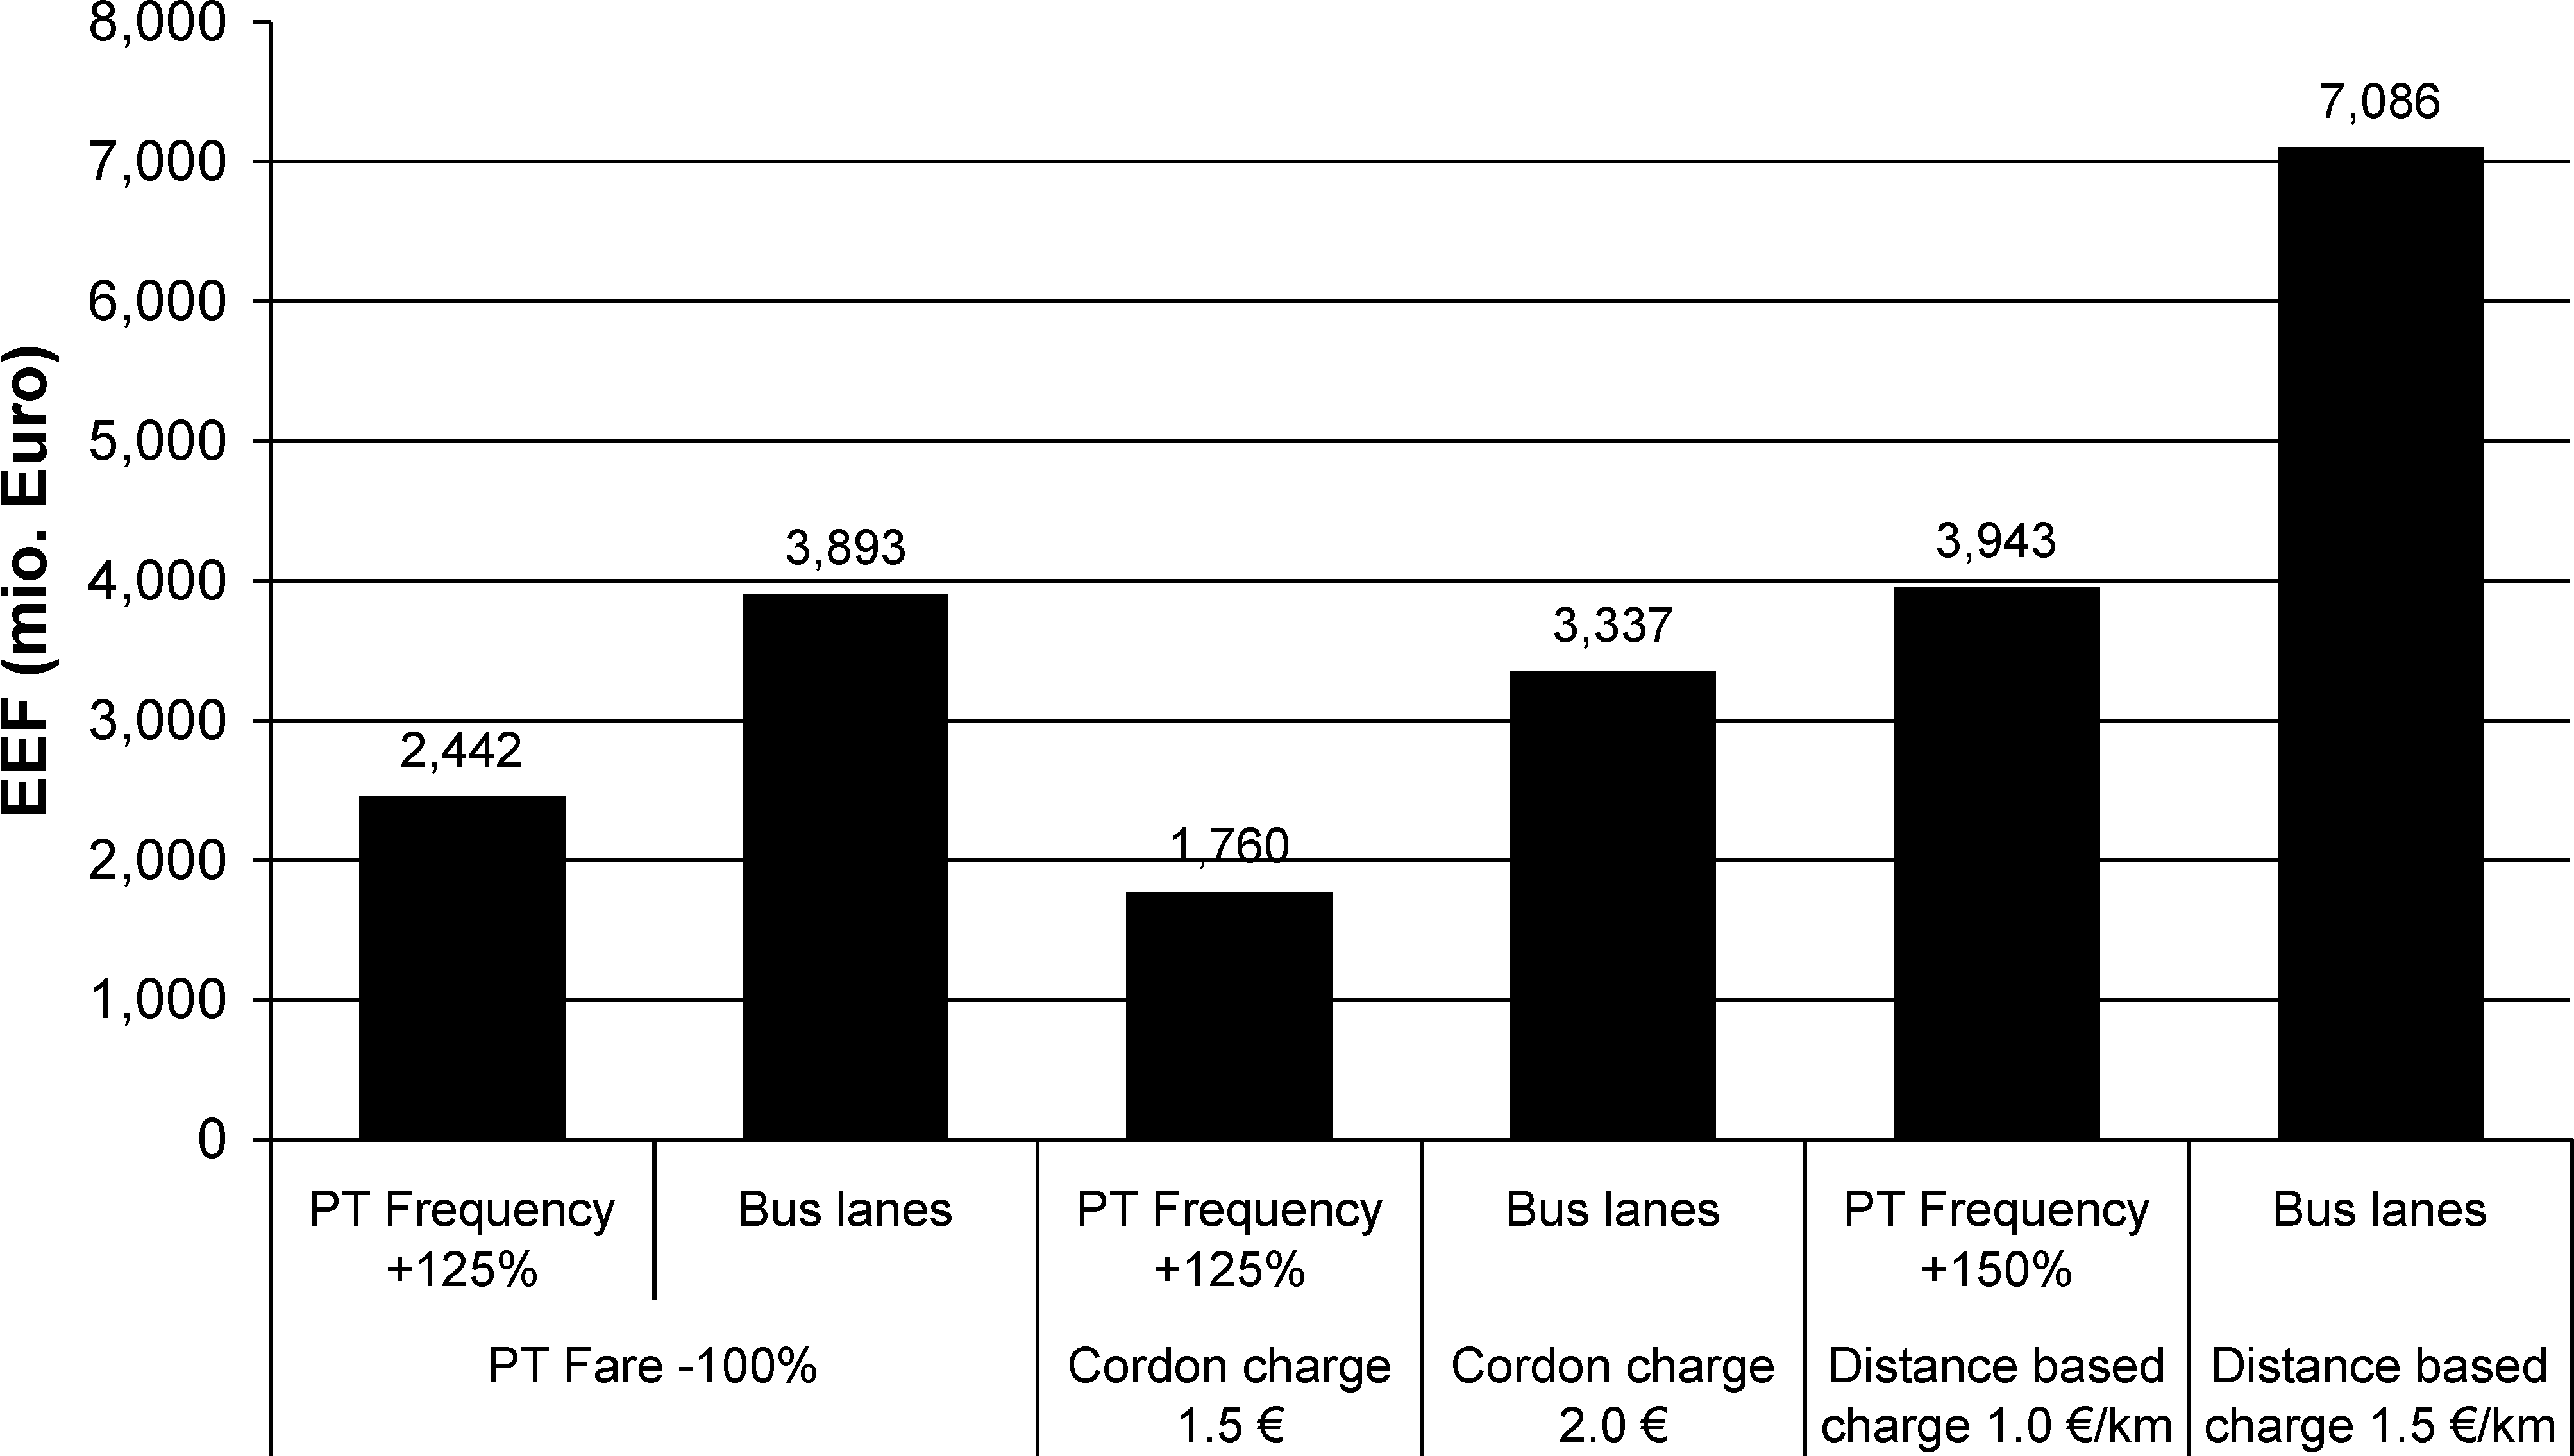 EEF (mio. Euro)
8,000
7,000
6,000
5,000
4,000
3,000
2,000
1,000
0
2,442
3,893
1,760
3,337
3,943
7,086
PT Frequency
+125%
Bus lanes
PT Frequency
+125%
Bus lanes
PT Frequency
+150%
Bus lanes
PT Fare -100%
Cordon charge
1.5 €
Cordon charge
2.0 €
Distance based
charge 1.0 €/km
Distance based
charge 1.5 €/km